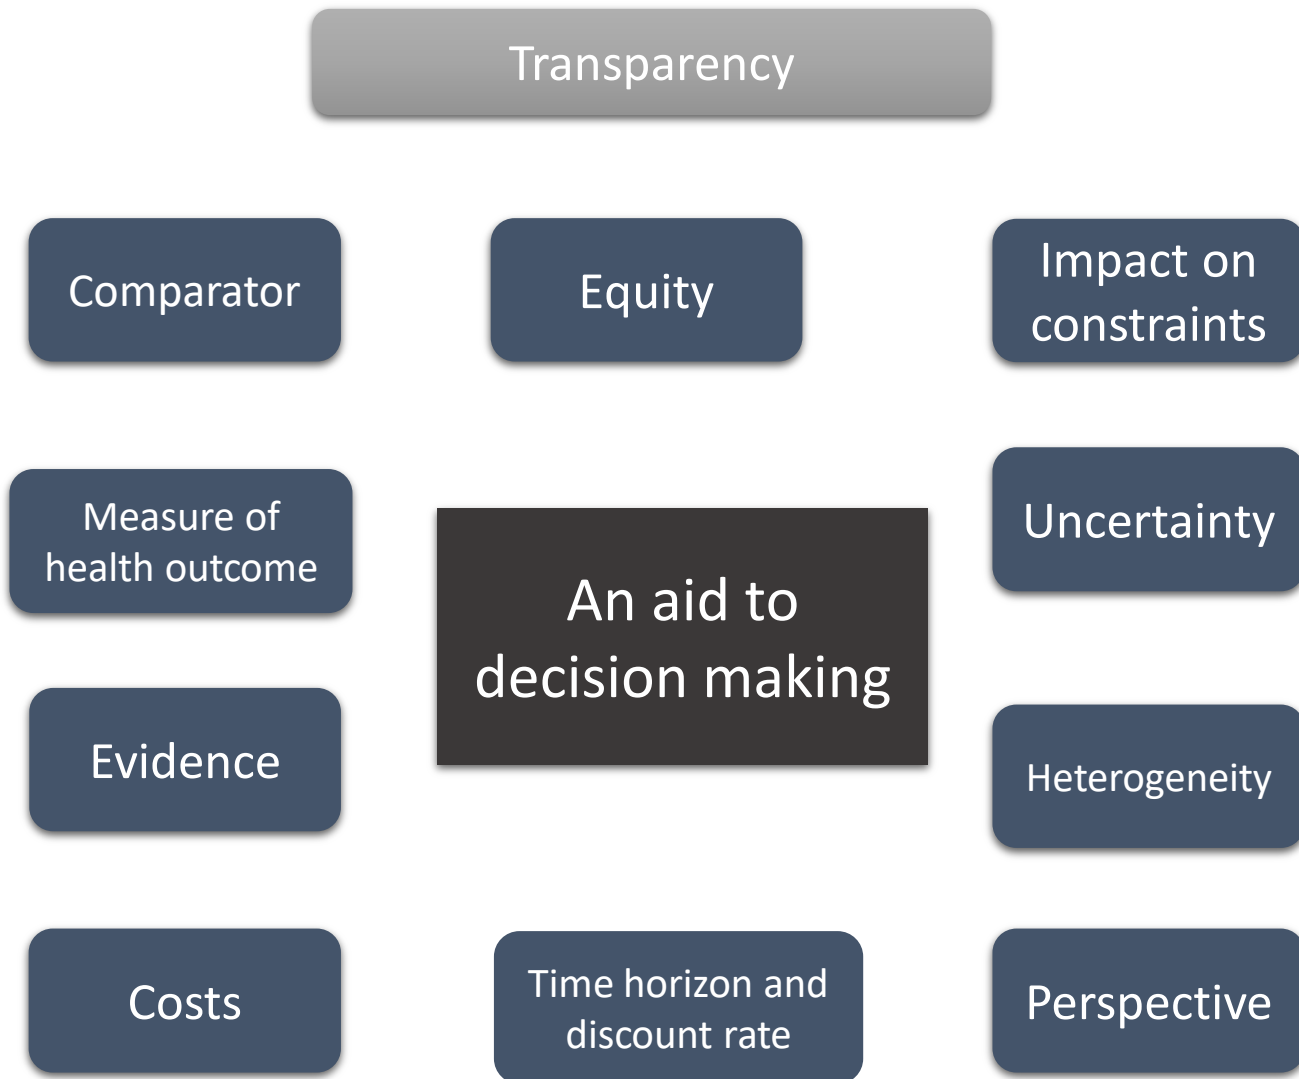 Transparency
Comparator
Equity
Impact on
constraints
Measure of
health outcome
Uncertainty
An aid to
decision making
Evidence
Heterogeneity
Costs
Time horizon and
discount rate
Perspective